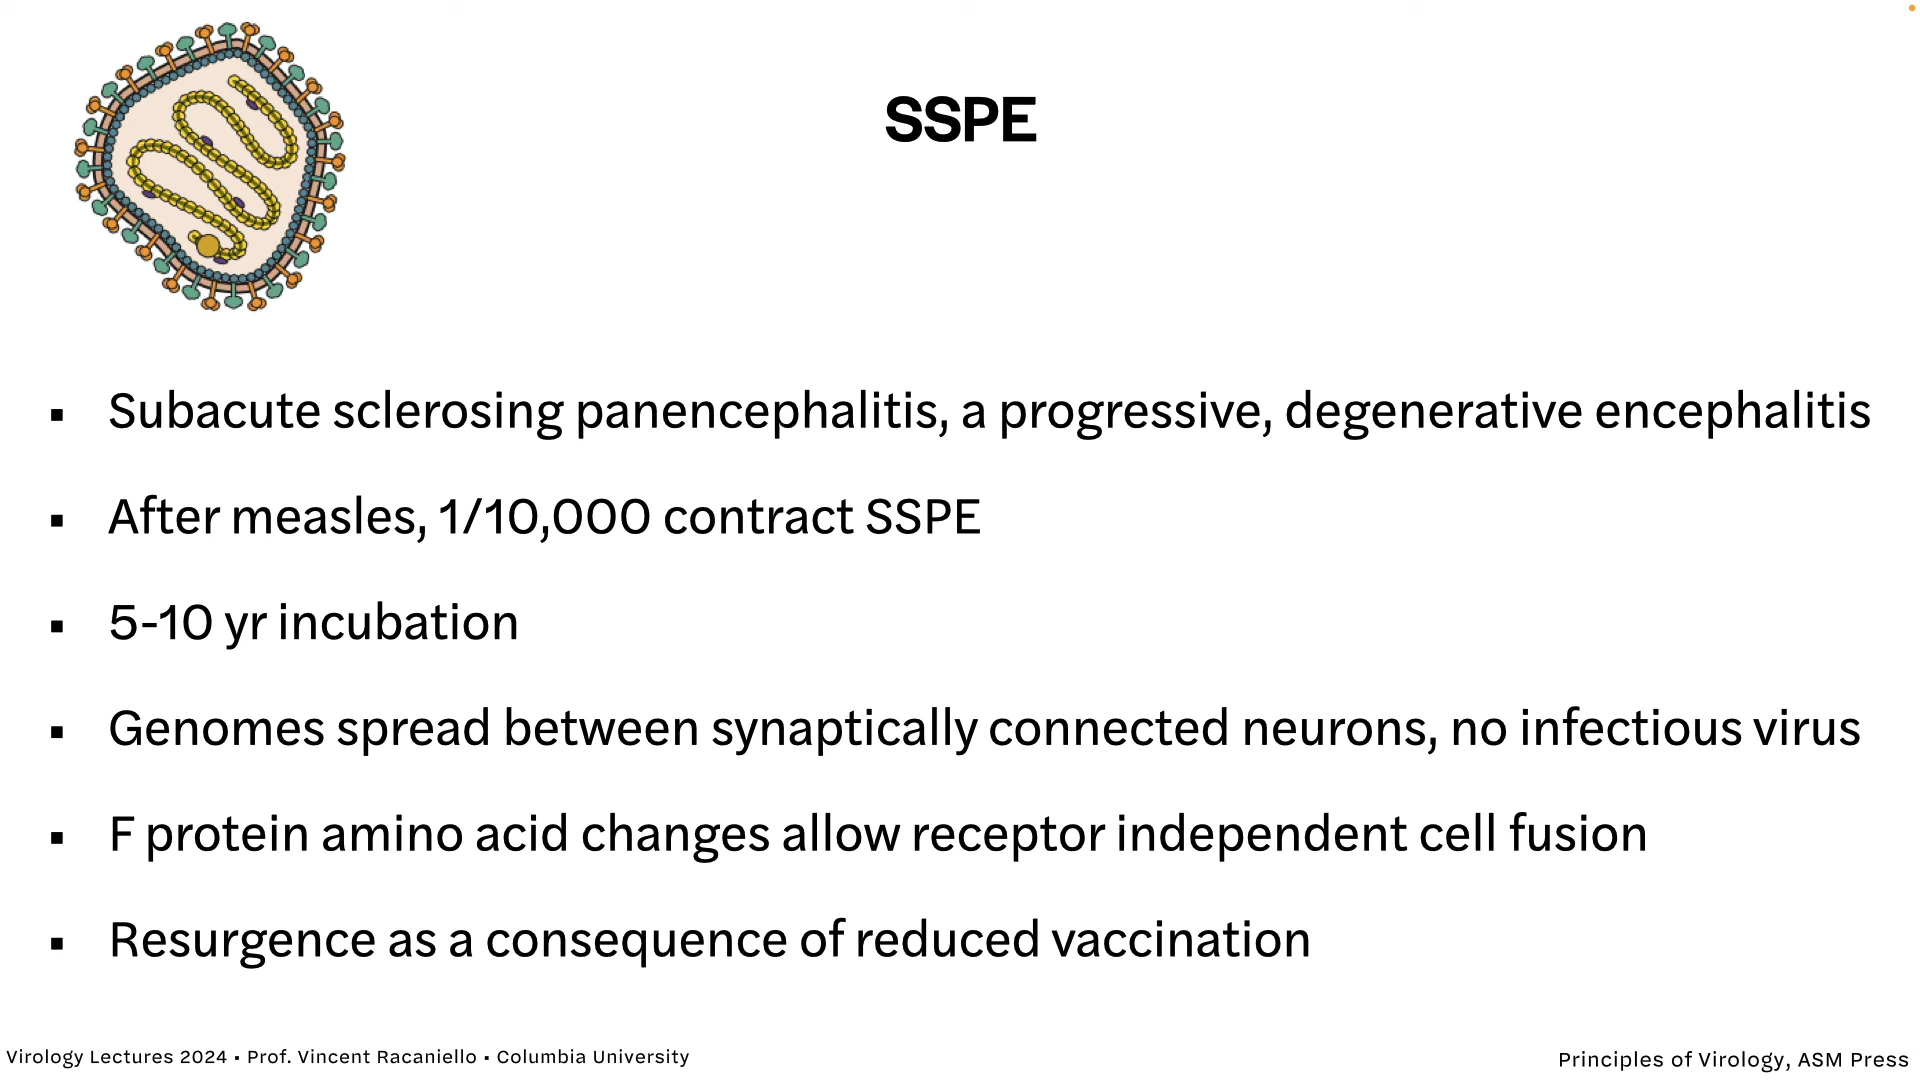 SSPE
▪ Subacute sclerosing panencephalitis, a progressive, degenerative encephalitis
▪ After measles, 1/10,000 contract SSPE
▪ 5-10 yr incubation
▪ Genomes spread between synaptically connected neurons, no infectious virus
▪ F protein amino acid changes allow receptor independent cell fusion
▪ Resurgence as a consequence of reduced vaccination
Virology Lectures 2024 ▪ Prof. Vincent Racaniello ▪ Columbia University
Principles of Virology, ASM Press